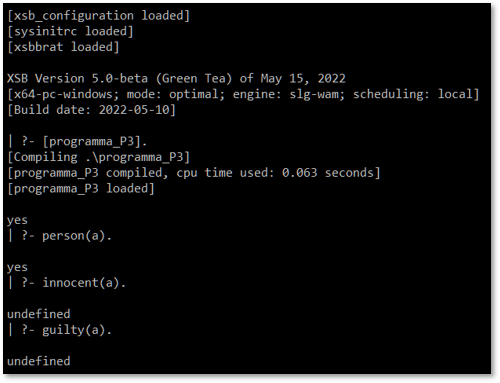 [xsb_configuration loaded]
[sysinitrc loaded]
[xsbbrat loaded]
XSB Version 5.0-beta (Green Tea) of May 15, 2022
[x64-pc-windows; mode: optimal; engine: slg-wam; scheduling: local]
[Build date: 2022-05-10]
| ?- [programma_P3].
[Compiling .\programma_P3]
[programma_P3 compiled, cpu time used: 0.063 seconds]
[programma_P3 loaded]
yes
| ?- person(a).
yes
| ?- innocent(a).
undefined
| ?- guilty(a).
undefined